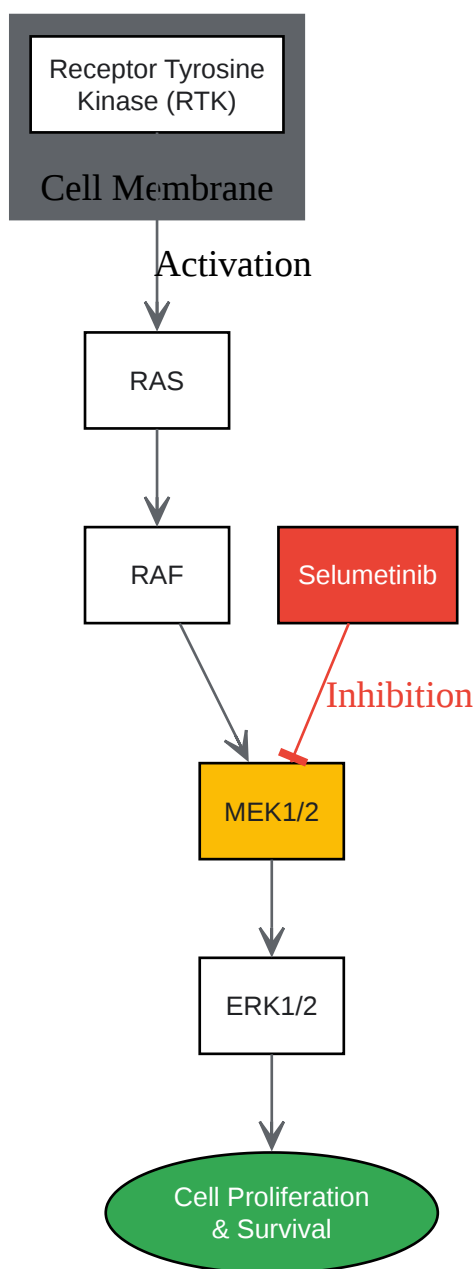 Receptor Tyrosine
Kinase (RTK)
Cell Membrane
Activation
RAS
RAF
Selumetinib
Inhibition
MEK1/2
ERK1/2
Cell Proliferation
& Survival